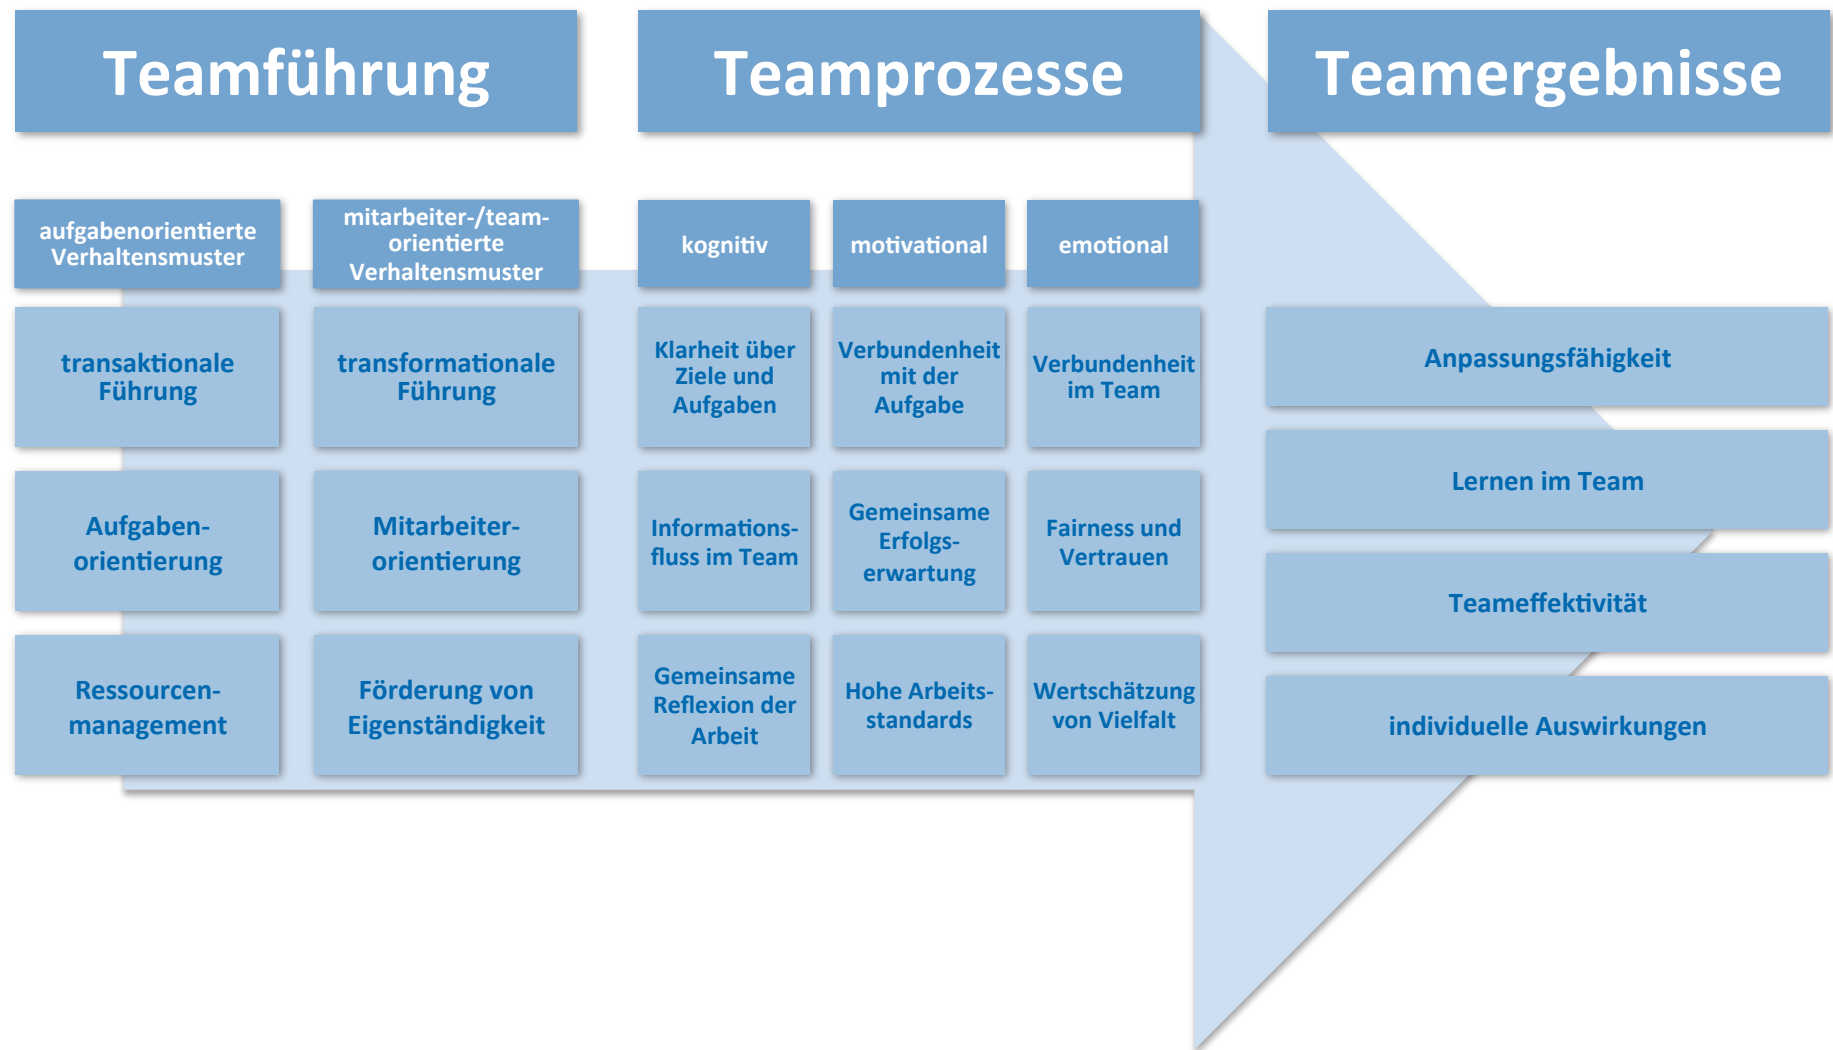 Teamführung
Teamprozesse
Teamergebnisse
aufgabenorientierte
Verhaltensmuster
mitarbeiter-/team-
orientierte
Verhaltensmuster
kognitiv
motivational
emotional
transaktionale
Führung
transformationale
Führung
Klarheit über
Ziele und
Aufgaben
Verbundenheit
mit der
Aufgabe
Verbundenheit
im Team
Anpassungsfähigkeit
Aufgaben-
orientierung
Mitarbeiter-
orientierung
Informations-
fluss im Team
Gemeinsame
Erfolgs-
erwartung
Fairness und
Vertrauen
Lernen im Team
Teameffektivität
Ressourcen-
management
Förderung von
Eigenständigkeit
Gemeinsame
Reflexion der
Arbeit
Hohe Arbeits-
standards
Wertschätzung
von Vielfalt
individuelle Auswirkungen